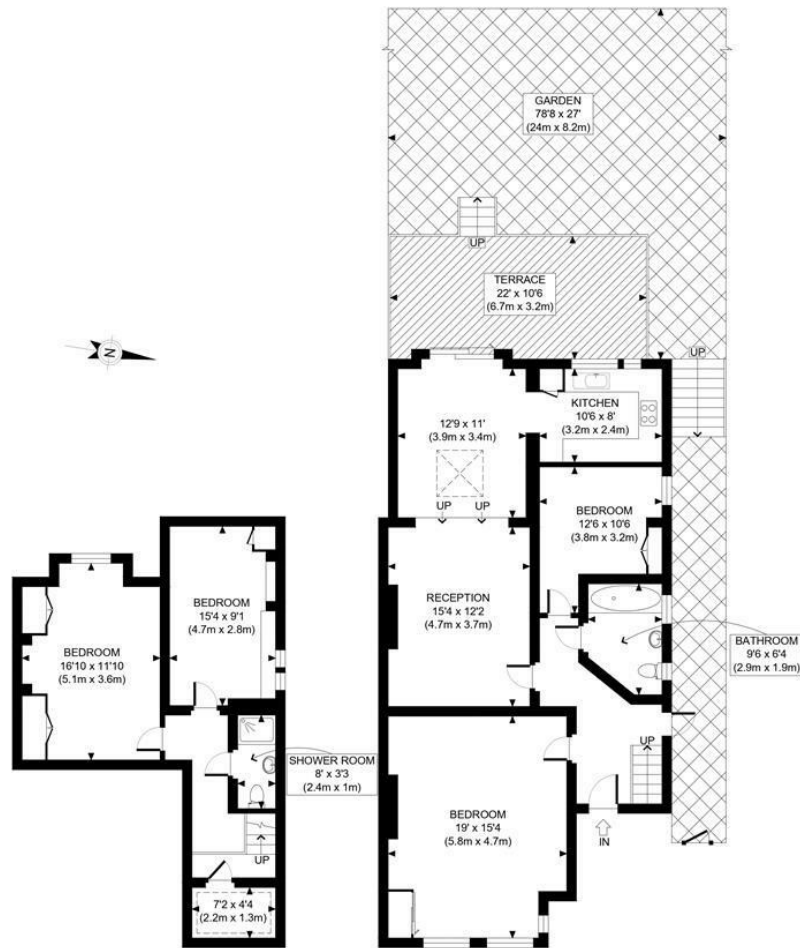 GARDEN
78'8 x 27'
(24m x 8.2m)
UP
TERRACE
22' x 10'6
(6.7m x 3.2m)
UP
N
12'9 x 11'
(3.9m x 3.4m)
KITCHEN
10'6 x 8'
(3.2m x 2.4m)
UP UP
BEDROOM
12'6 x 10'6
(3.8m x 3.2m)
RECEPTION
15'4 x 12'2
(4.7m x 3.7m)
BATHROOM
9'6 x 6'4
(2.9m x 1.9m)
BEDROOM
16'10 x 11'10
(5.1m x 3.6m)
BEDROOM
15'4 x 9'1
(4.7m x 2.8m)
SHOWER ROOM
8' x 3'3
(2.4m x 1m)
UP
7'2 x 4'4
(2.2m x 1.3m)
BEDROOM
19' x 15'4
(5.8m x 4.7m)
UP
IN